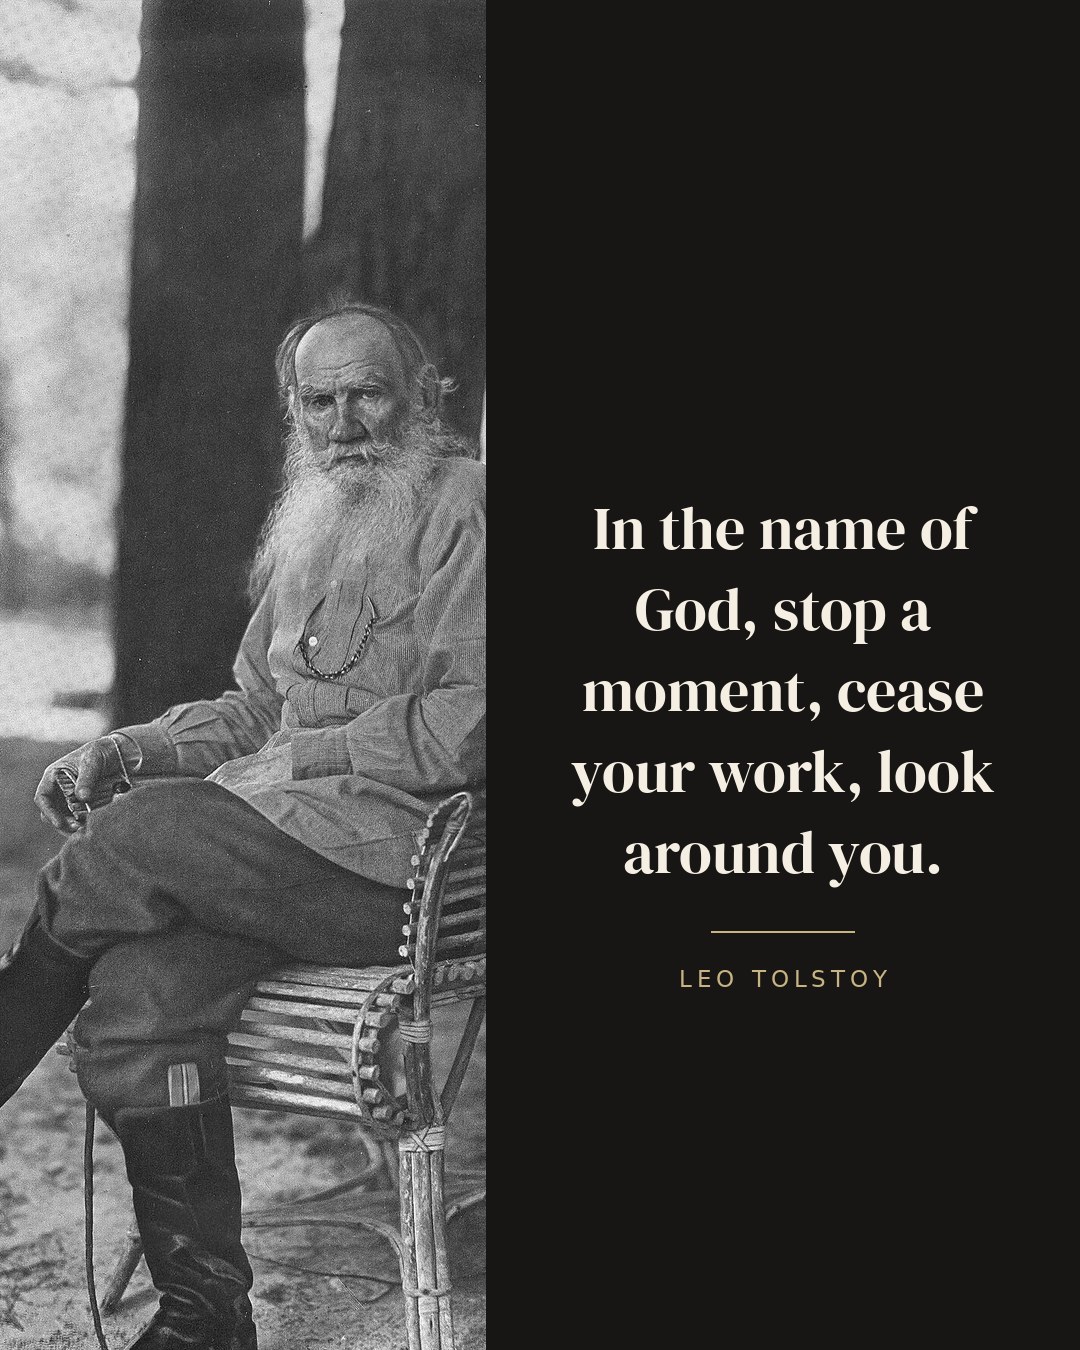 In the name of
God, stop a
moment, cease
your work, look
around you.
LEO TOLSTOY